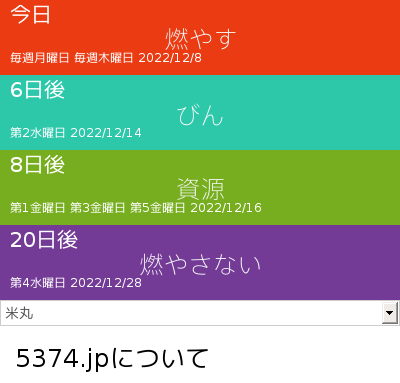 今日
燃やす
毎週月曜日 毎週木曜日 2022/12/8
6日後
びん
第2水曜日 2022/12/14
8日後
資源
第1金曜日 第3金曜日 第5金曜日 2022/12/16
20日後
燃やさない
第4水曜日 2022/12/28
米丸
5374.jpについて